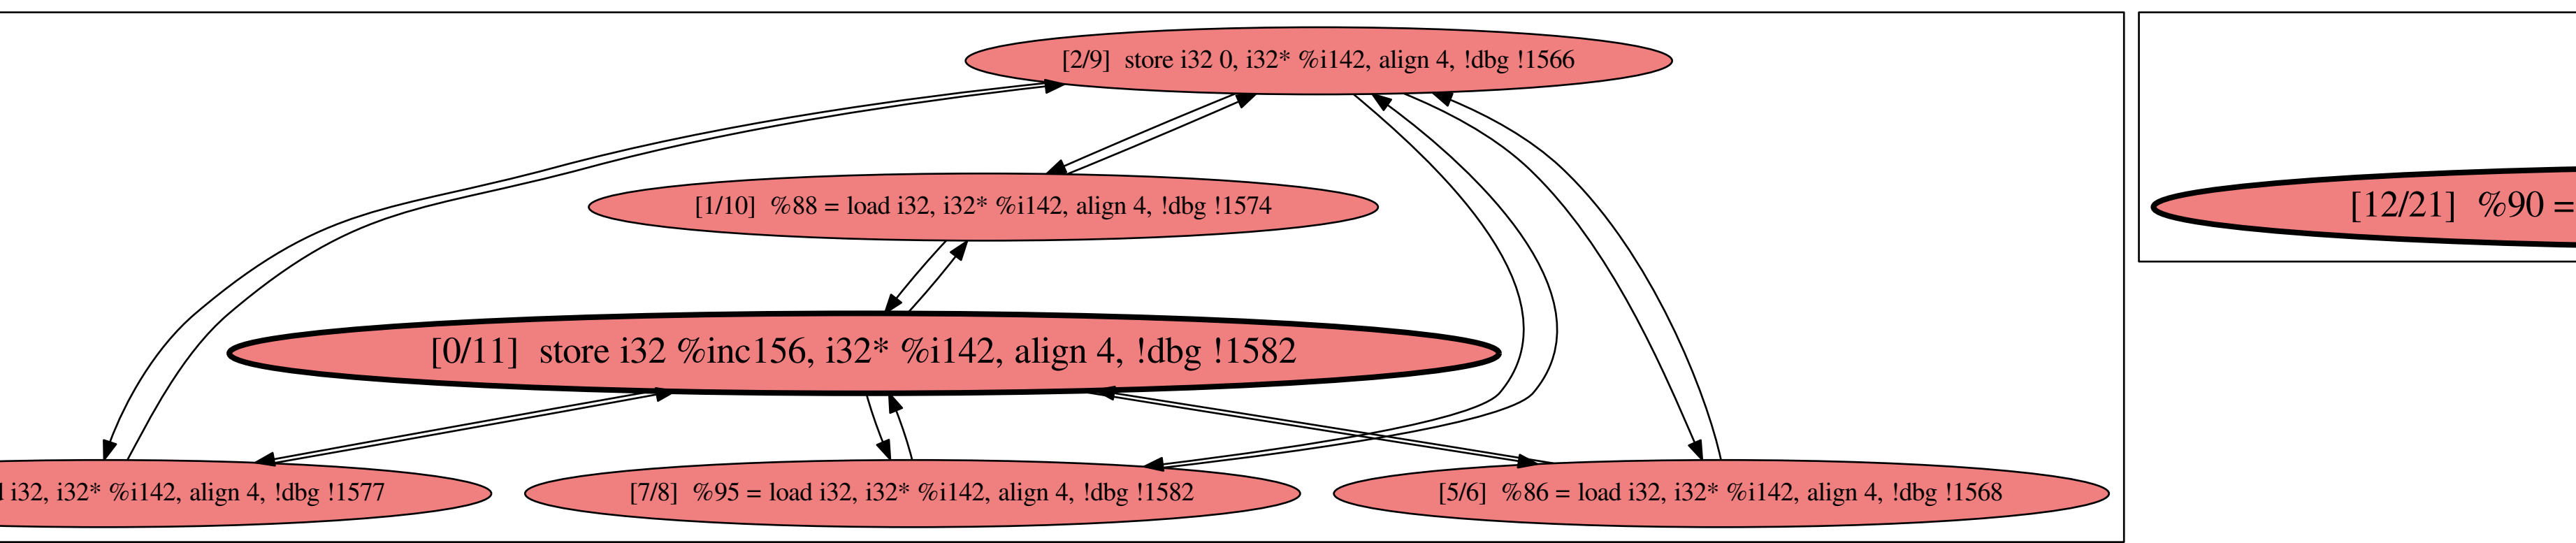 [2/9] store i32 0, i32* %i142, align 4, !dbg !1566
[1/10] %88 = load i32, i32* %i142, align 4, !dbg !1574
[12/21] %90 =
[0/11] store i32 %inc156, i32* %i142, align 4, !dbg !1582
i32, i32* %i142, align 4, !dbg !1577
[7/8] %95 = load i32, i32* %i142, align 4, !dbg !1582
[5/6] %86 = load i32, i32* %i142, align 4, !dbg !1568